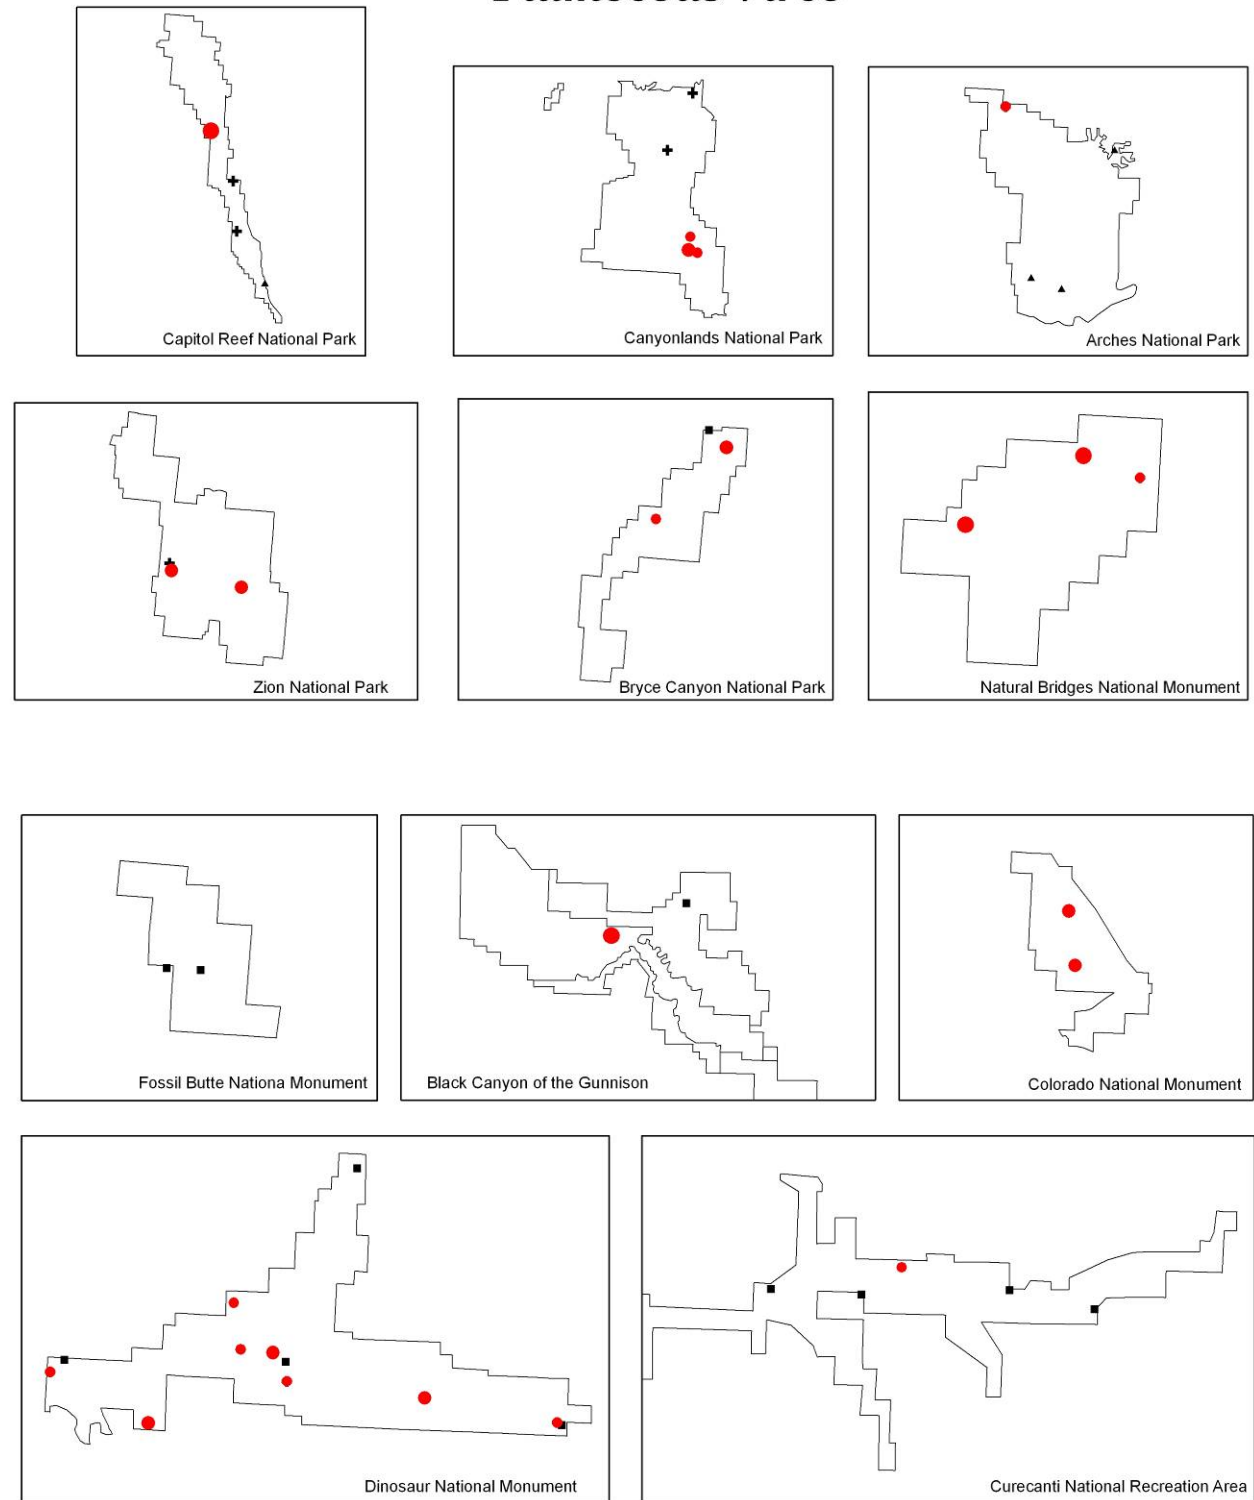 Capitol Reef National Park
Canyonlands National Park
Arches National Park
Zion National Park
Bryce Canyon National Park
Natural Bridges National Monument
Fossil Butte Nationa Monument
Black Canyon of the Gunnison
Colorado National Monument
Dinosaur National Monument
Curecanti National Recreation Area